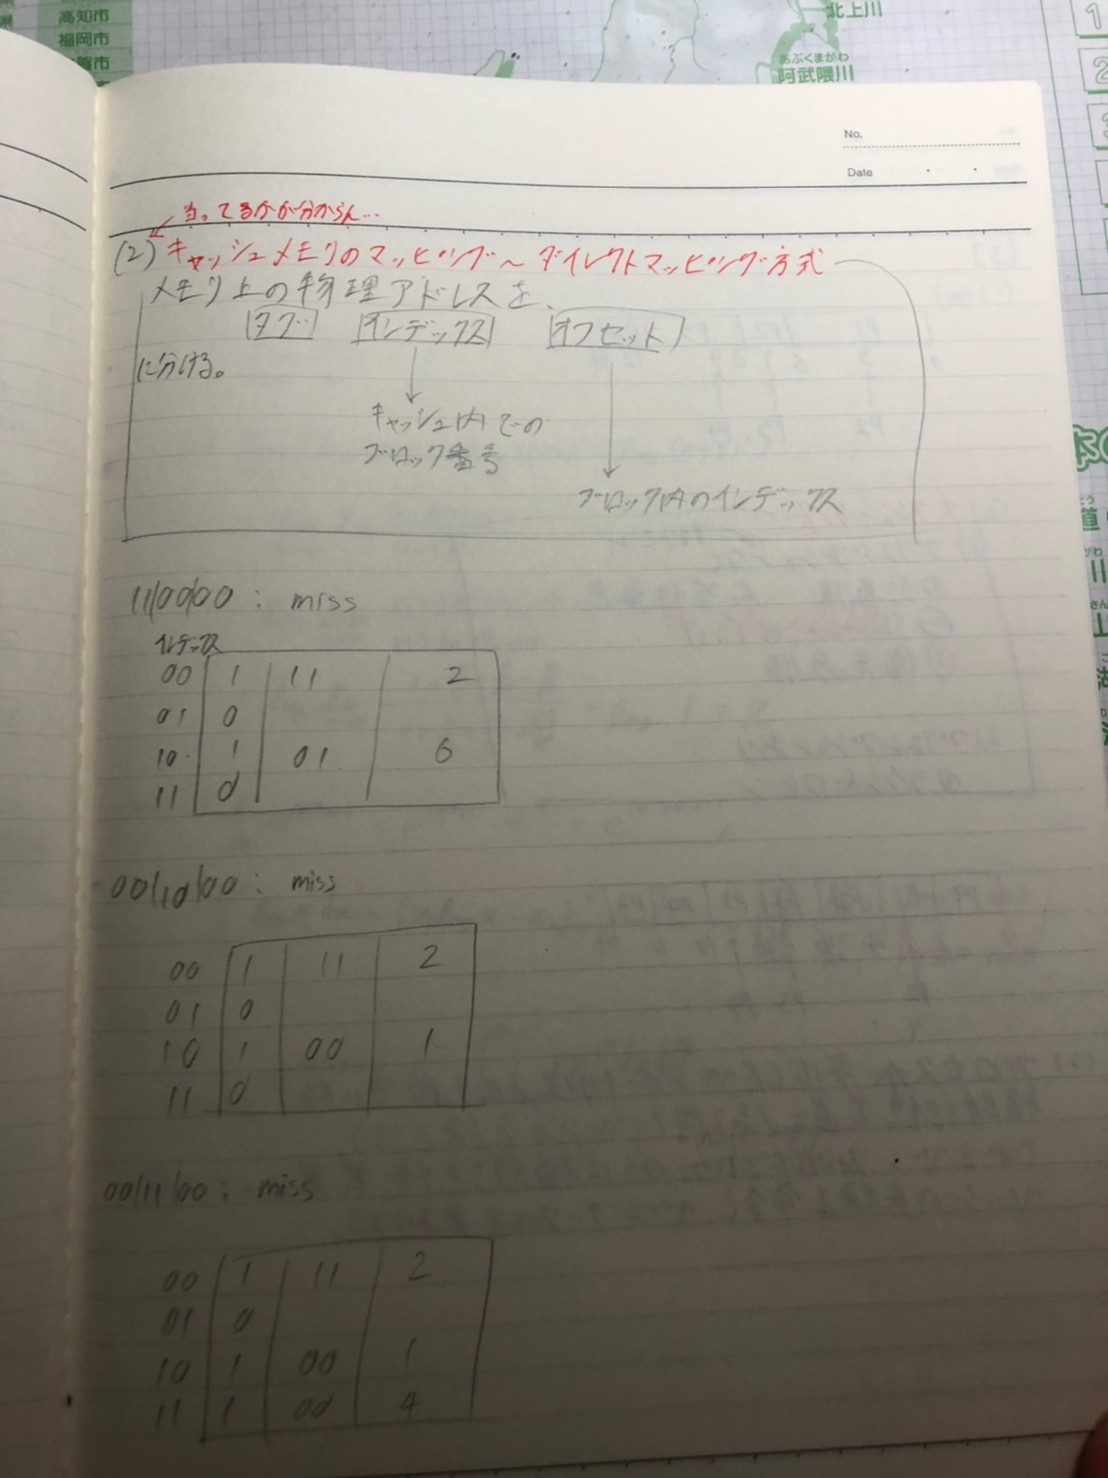 高知市
福岡市
北上川
あぶくまがわ
阿武隈川
No.
Date
当ってるかが分からん…
(2) キャッシュメモリのマッピング〜ダイレクトマッピング方式
メモリ上の物理アドレスを、
タグ インデックス オフセット
に分ける。
キャッシュ内での
ブロック番号
ブロック内のインデックス
11/00/00 : miss
インデックス
00 1 11 2
01 0
10 1 01 6
11 0
00/10/00 : miss
00 1 11 2
01 0
10 1 00 1
11 0
00/11/00 : miss
00 1 11 2
01 0
10 1 00 1
11 1 00 4